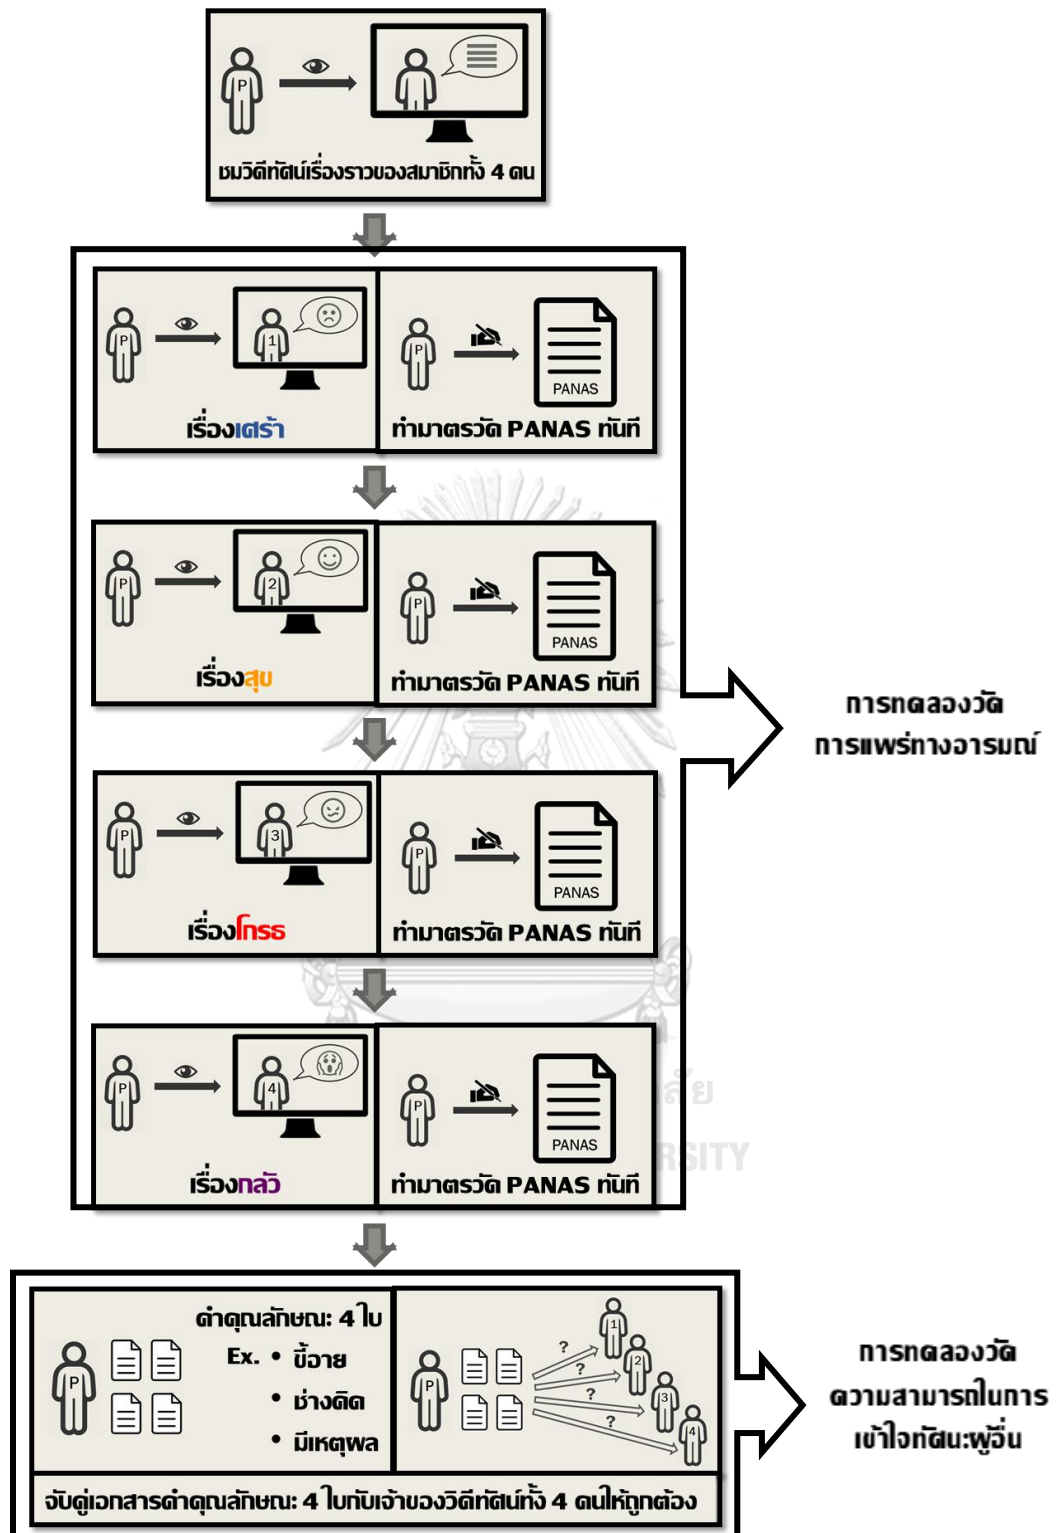 P
ชมวิดีทัศน์เรื่องราวของสมาชิกทั้ง 4 คน
P
1
P
PANAS
เรื่องเศร้า
ทำมาตรวัด PANAS ทันที
P
2
P
PANAS
เรื่องสุข
ทำมาตรวัด PANAS ทันที
การทดลองวัด
การแพร่ทางอารมณ์
P
3
P
PANAS
เรื่องโกรธ
ทำมาตรวัด PANAS ทันที
P
4
P
PANAS
เรื่องกลัว
ทำมาตรวัด PANAS ทันที
คำคุณลักษณะ 4 ใบ
Ex. • ขี้อาย
• ช่างคิด
• มีเหตุผล
P
P
?
?
?
?
1
2
3
4
จับคู่เอกสารคำคุณลักษณะ 4 ใบกับเจ้าของวิดีทัศน์ทั้ง 4 คนให้ถูกต้อง
การทดลองวัด
ความสามารถในการ
เข้าใจทัศนะผู้อื่น